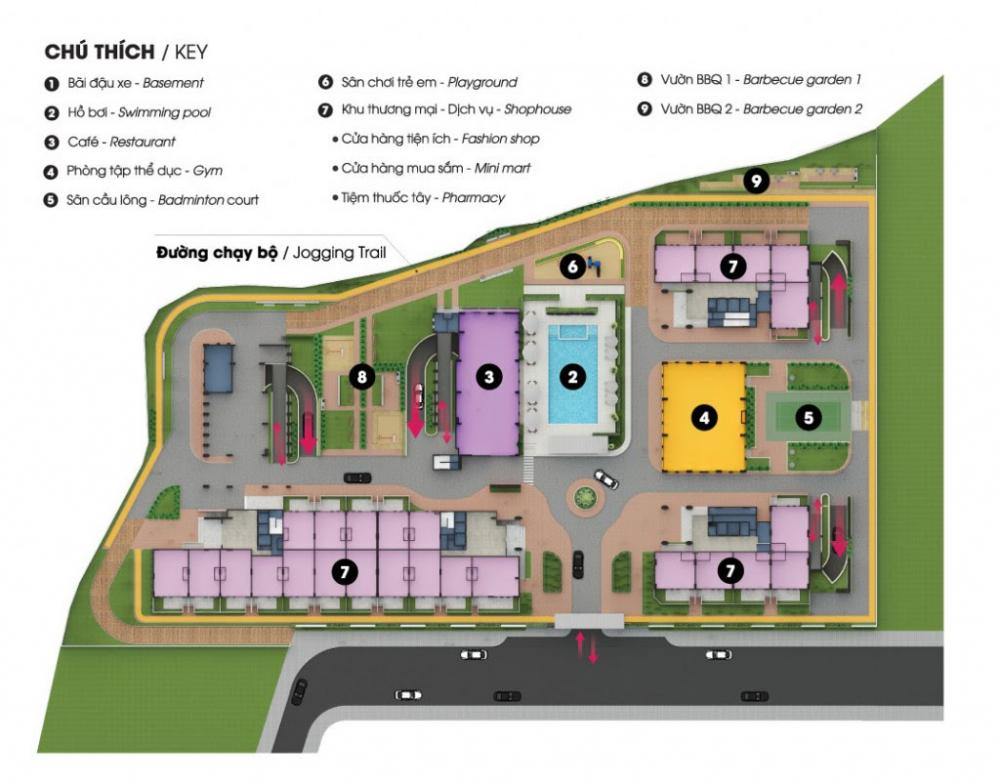 CHÚ THÍCH / KEY
1 Bãi đậu xe - Basement
2 Hồ bơi - Swimming pool
3 Café - Restaurant
4 Phòng tập thể dục - Gym
5 Sân cầu lông - Badminton court
6 Sân chơi trẻ em - Playground
7 Khu thương mại - Dịch vụ - Shophouse
• Cửa hàng tiện ích - Fashion shop
• Cửa hàng mua sắm - Mini mart
• Tiệm thuốc tây - Pharmacy
8 Vườn BBQ 1 - Barbecue garden 1
9 Vườn BBQ 2 - Barbecue garden 2
Đường chạy bộ / Jogging Trail
9
6
7
8
3
2
4
5
7
7